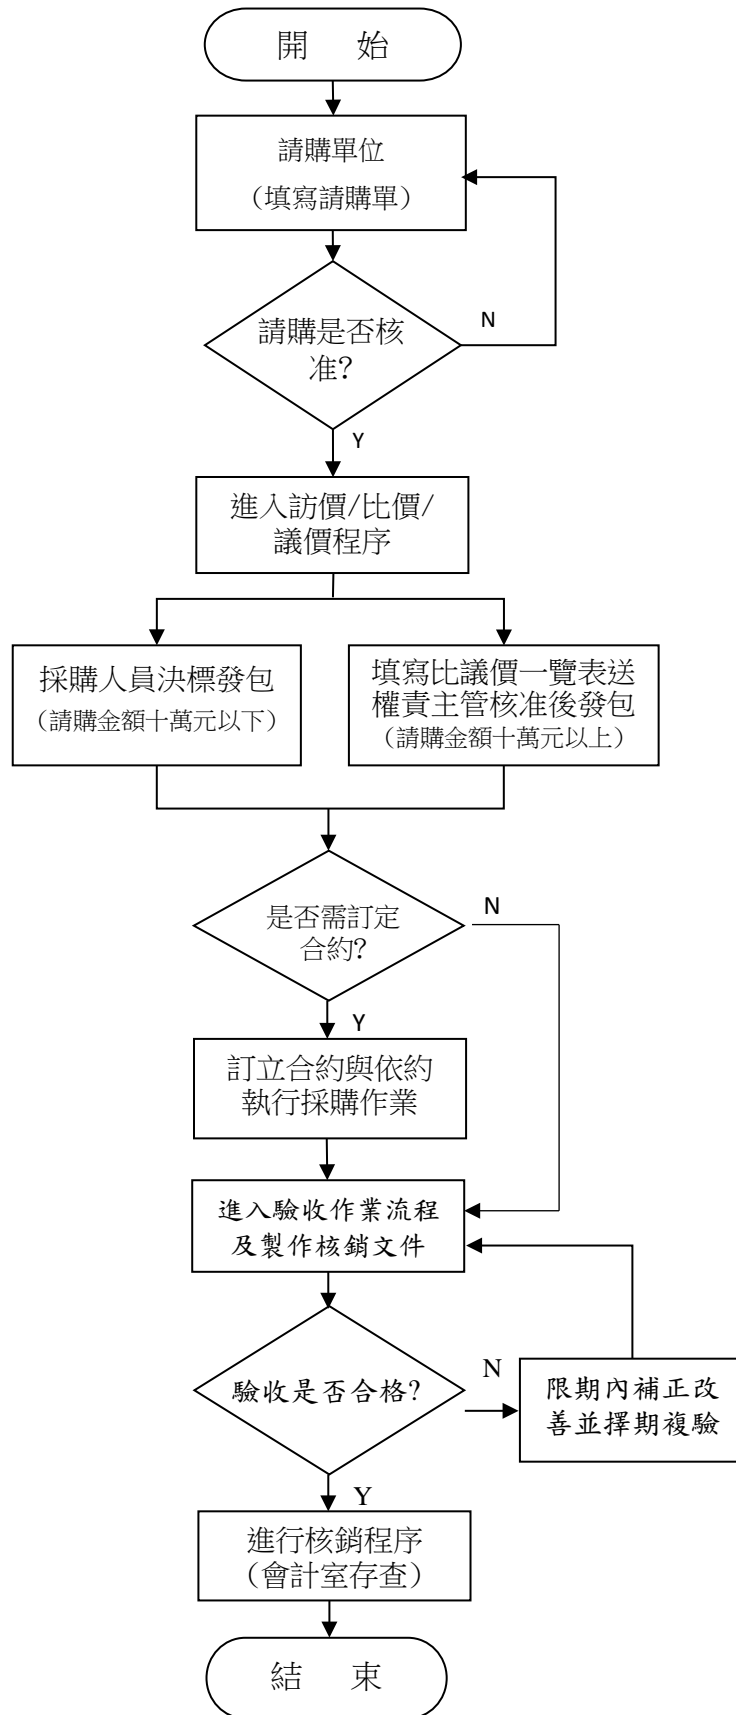 開 始
請購單位
（填寫請購單）
請購是否核
准?
N
Y
進入訪價/比價/
議價程序
採購人員決標發包
（請購金額十萬元以下）
填寫比議價一覽表送
權責主管核准後發包
（請購金額十萬元以上）
是否需訂定
合約?
N
Y
訂立合約與依約
執行採購作業
進入驗收作業流程
及製作核銷文件
驗收是否合格?
N
限期內補正改
善並擇期複驗
Y
進行核銷程序
（會計室存查）
結 束